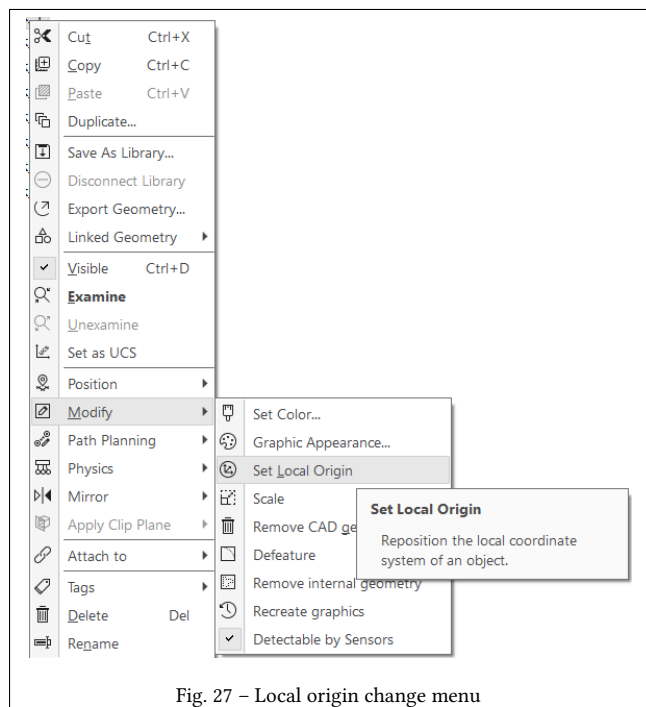 Cut Ctrl+X
Copy Ctrl+C
Paste Ctrl+V
Duplicate...
Save As Library...
Disconnect Library
Export Geometry...
Linked Geometry
Visible Ctrl+D
Examine
Unexamine
Set as UCS
Position
Modify
Path Planning
Physics
Mirror
Apply Clip Plane
Attach to
Tags
Delete Del
Rename
Set Color...
Graphic Appearance...
Set Local Origin
Scale
Remove CAD ge
Defeature
Remove internal geometry
Recreate graphics
Detectable by Sensors
Set Local Origin
Reposition the local coordinate
system of an object.
Fig. 27 – Local origin change menu